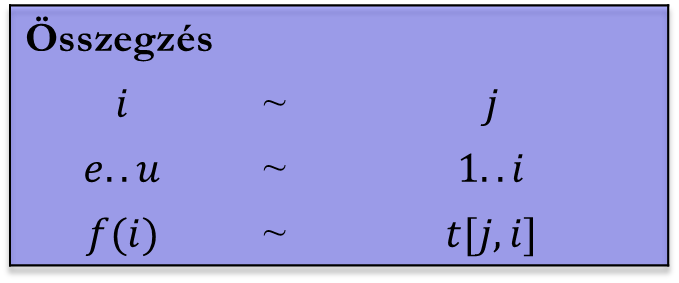 Összegzés
i ~ j
e..u ~ 1..i
f(i) ~ t[j,i]